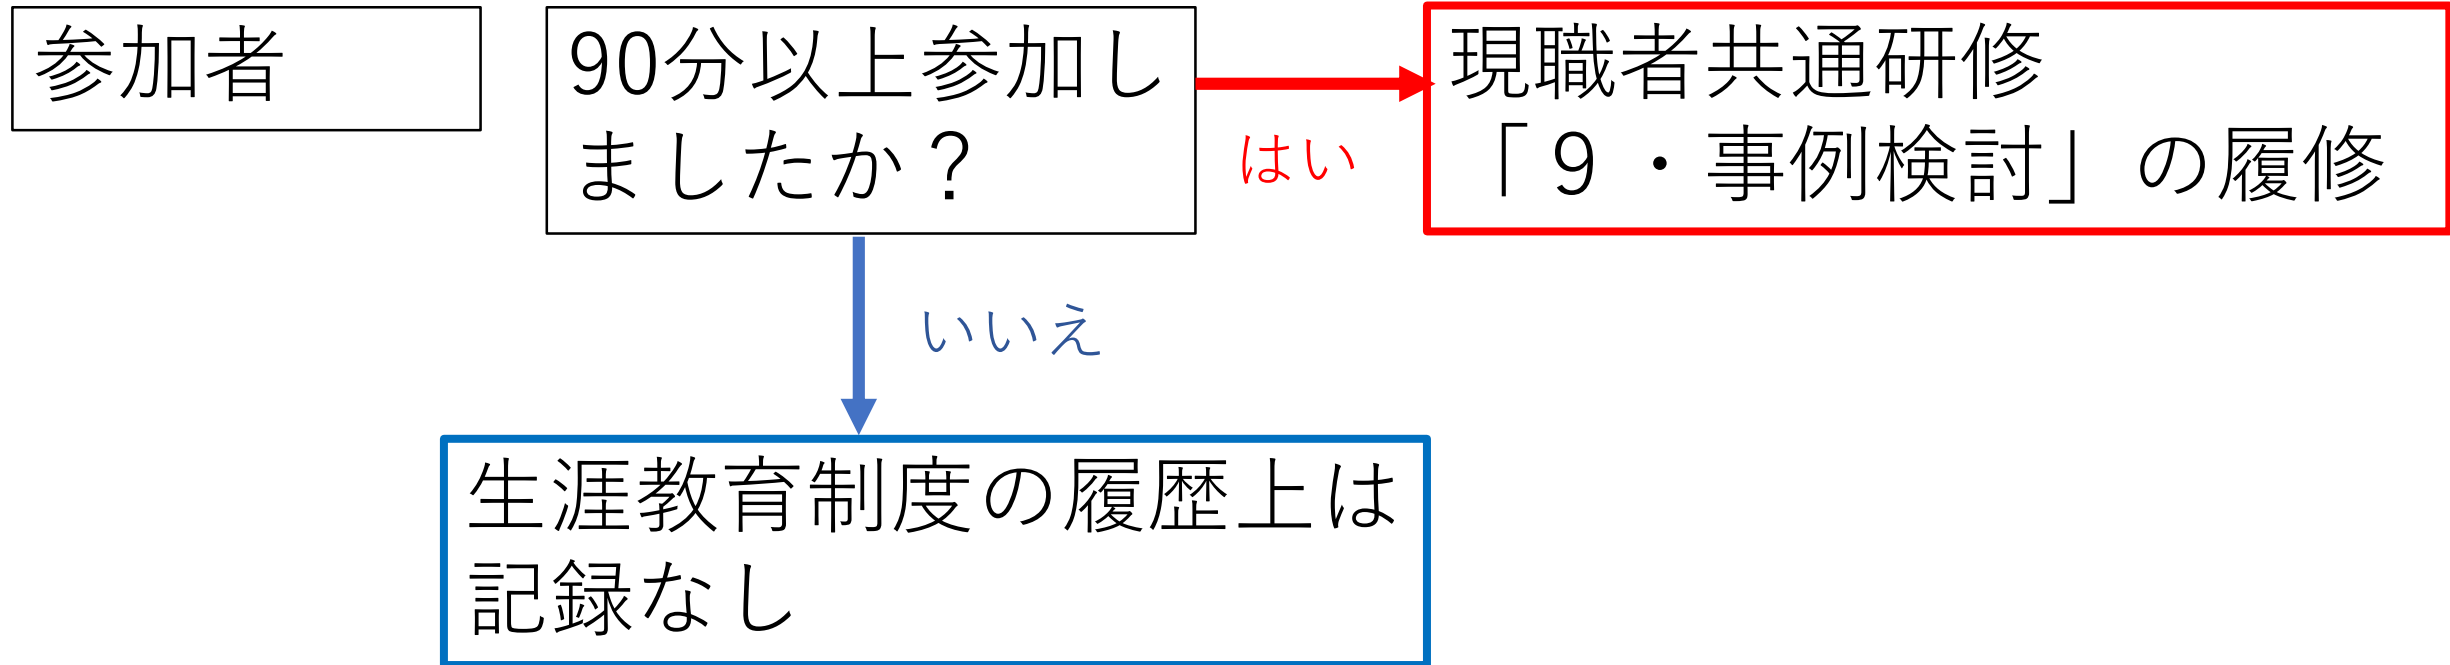 参加者
90分以上参加し
ましたか？
はい
現職者共通研修
「９・事例検討」の履修
いいえ
生涯教育制度の履歴上は
記録なし